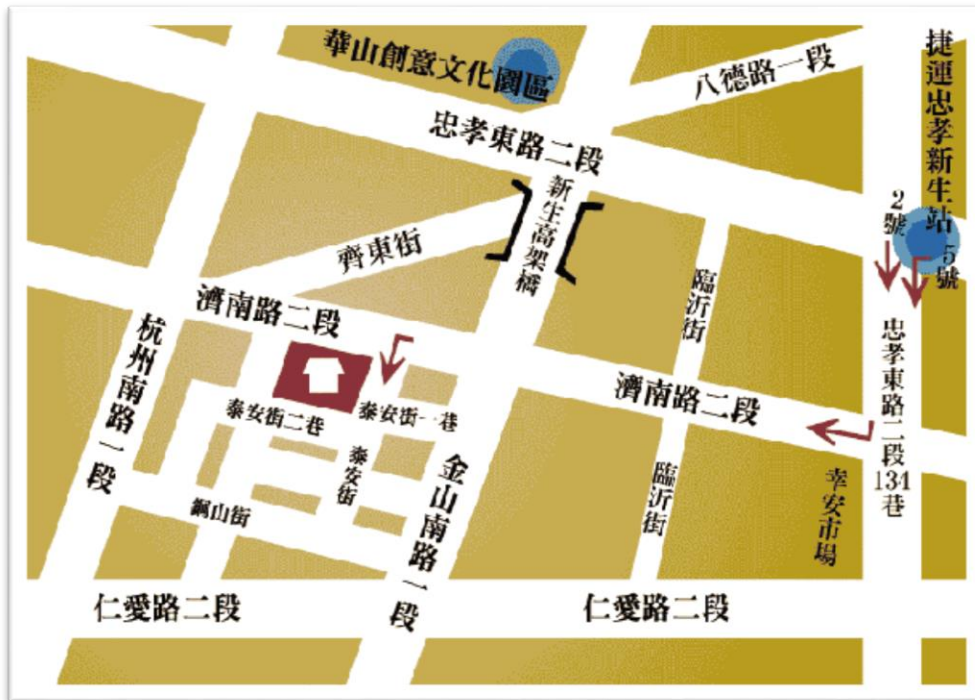 華山創意文化園區
八德路一段
捷運忠孝新生站
忠孝東路二段
新生高架橋
2號
5號
齊東街
臨沂街
濟南路二段
杭州南路一段
忠孝東路二段134巷
濟南路二段
泰安街二巷
泰安街一巷
泰安街
金山南路一段
臨沂街
幸安市場
銅山街
仁愛路二段
仁愛路二段